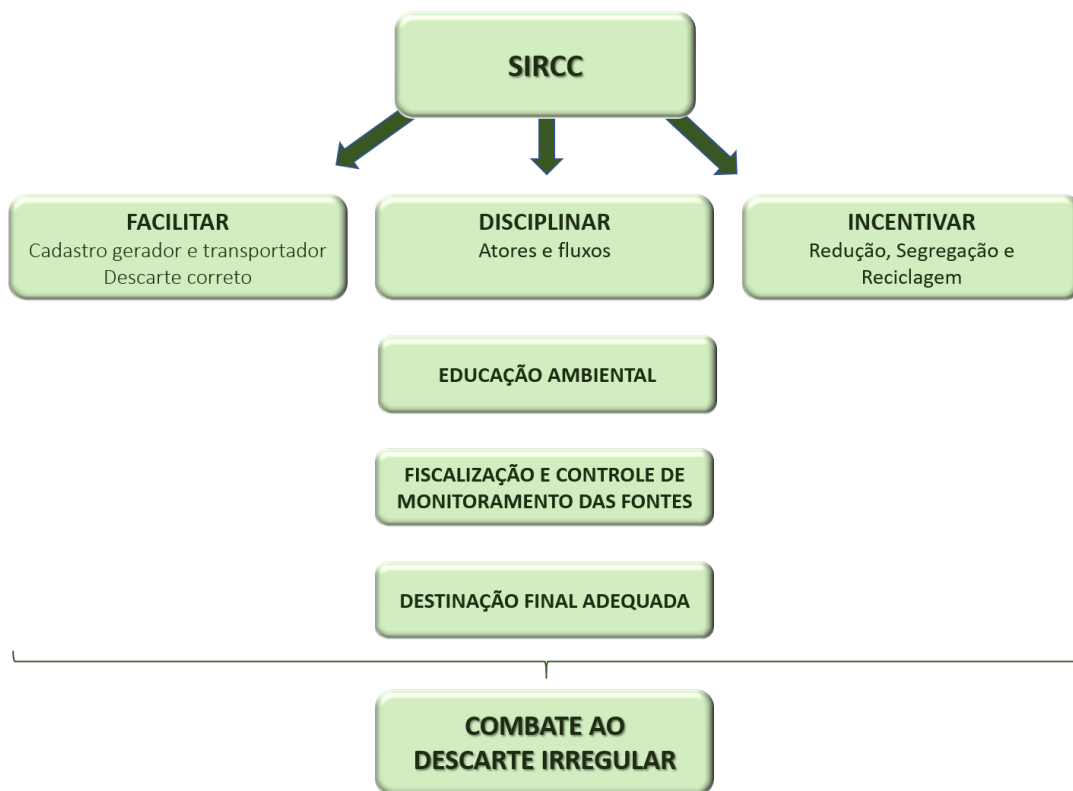 SIRCC
FACILITAR
Cadastro gerador e transportador
Descarte correto
DISCIPLINAR
Atores e fluxos
INCENTIVAR
Redução, Segregação e
Reciclagem
EDUCAÇÃO AMBIENTAL
FISCALIZAÇÃO E CONTROLE DE
MONITORAMENTO DAS FONTES
DESTINAÇÃO FINAL ADEQUADA
COMBATE AO
DESCARTE IRREGULAR